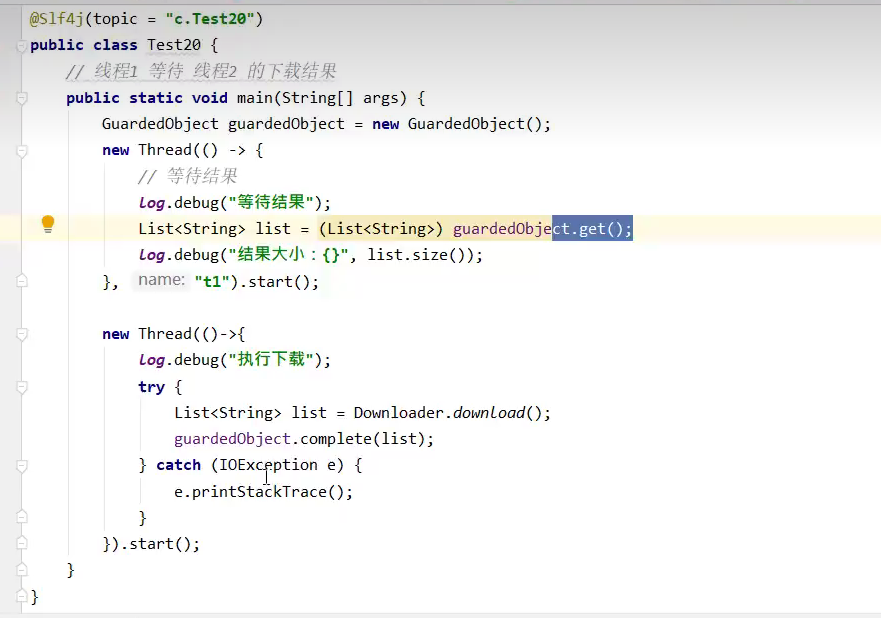 @Slf4j(topic = "c.Test20")
public class Test20 {
// 线程1 等待 线程2 的下载结果
public static void main(String[] args) {
GuardedObject guardedObject = new GuardedObject();
new Thread(() -> {
// 等待结果
log.debug("等待结果");
List<String> list = (List<String>) guardedObject.get();
log.debug("结果大小：{}", list.size());
}, name: "t1").start();
new Thread(()->{
log.debug("执行下载");
try {
List<String> list = Downloader.download();
guardedObject.complete(list);
} catch (IOException e) {
e.printStackTrace();
}
}).start();
}
}